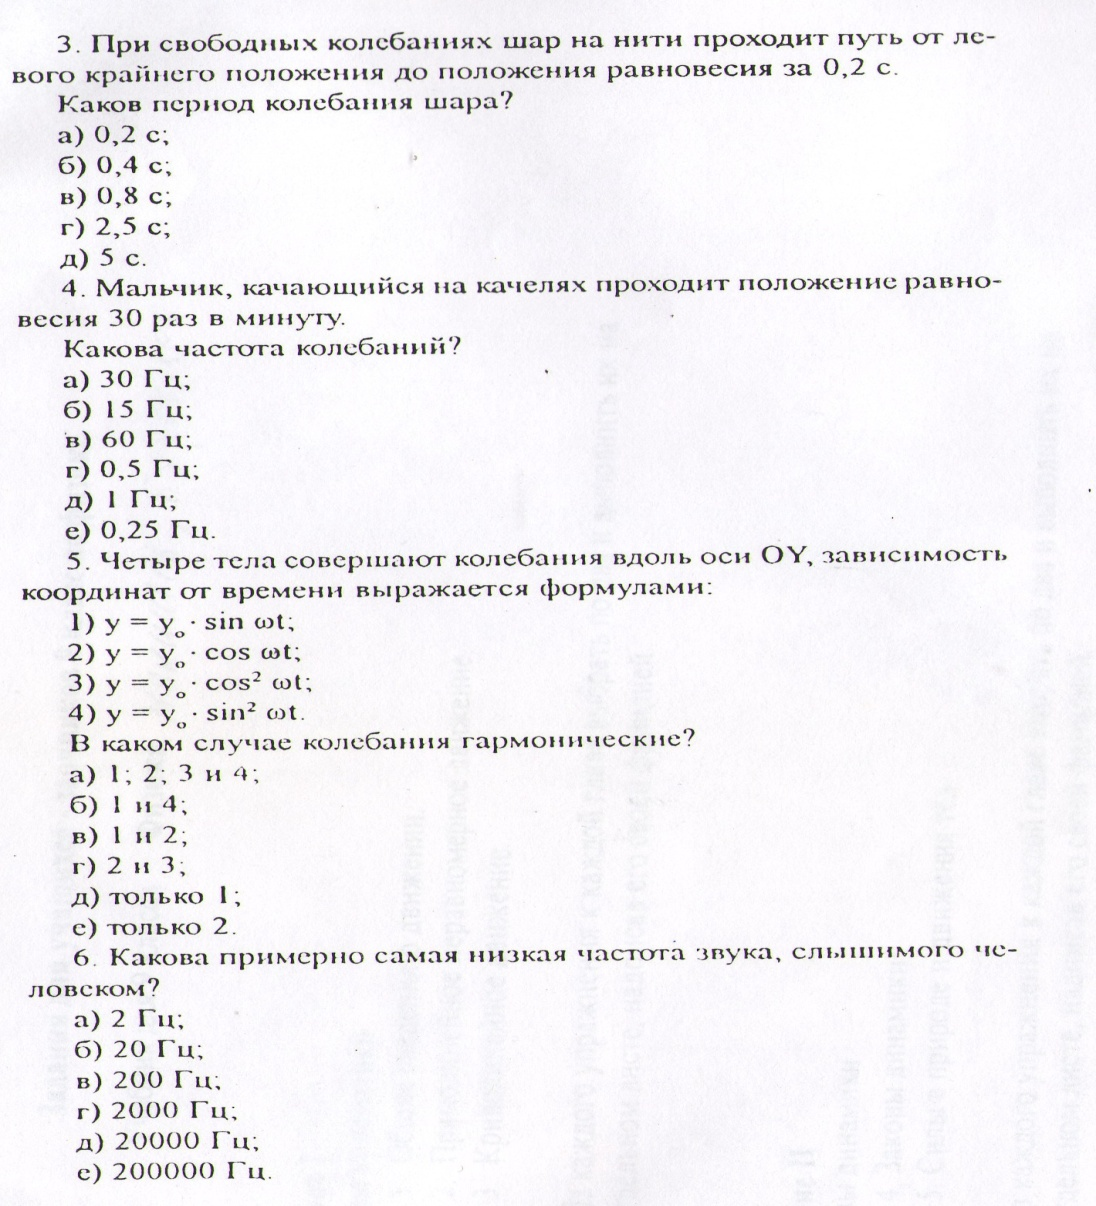 3. При свободных колебаниях шар на нити проходит путь от ле-
вого крайнего положения до положения равновесия за 0,2 с.
Каков период колебания шара?
а) 0,2 с;
б) 0,4 с;
в) 0,8 с;
г) 2,5 с;
д) 5 с.
4. Мальчик, качающийся на качелях проходит положение равно-
весия 30 раз в минуту.
Какова частота колебаний?
а) 30 Гц;
б) 15 Гц;
в) 60 Гц;
г) 0,5 Гц;
д) 1 Гц;
е) 0,25 Гц.
5. Четыре тела совершают колебания вдоль оси OY, зависимость
координат от времени выражается формулами:
1) y = y₀ · sin ωt;
2) y = y₀ · cos ωt;
3) y = y₀ · cos² ωt;
4) y = y₀ · sin² ωt.
В каком случае колебания гармонические?
а) 1; 2; 3 и 4;
б) 1 и 4;
в) 1 и 2;
г) 2 и 3;
д) только 1;
е) только 2.
6. Какова примерно самая низкая частота звука, слышимого че-
ловеком?
а) 2 Гц;
б) 20 Гц;
в) 200 Гц;
г) 2000 Гц;
д) 20000 Гц;
е) 200000 Гц.